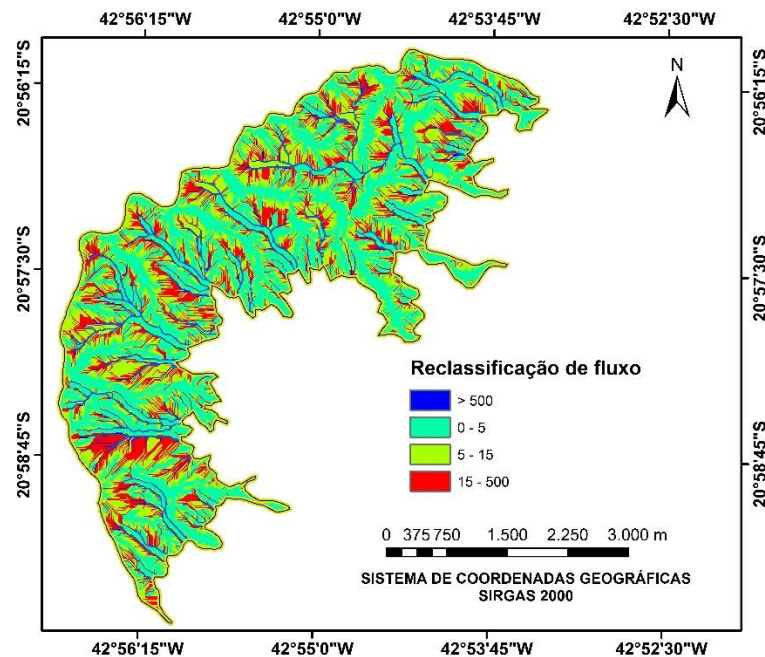 42°56'15"W 42°55'0"W 42°53'45"W 42°52'30"W
20°56'15"S 20°56'15"S
N
20°57'30"S 20°57'30"S
Reclassificação de fluxo
> 500
0 - 5
5 - 15
15 - 500
20°58'45"S 20°58'45"S
0 375 750 1.500 2.250 3.000 m
SISTEMA DE COORDENADAS GEOGRÁFICAS
SIRGAS 2000
42°56'15"W 42°55'0"W 42°53'45"W 42°52'30"W